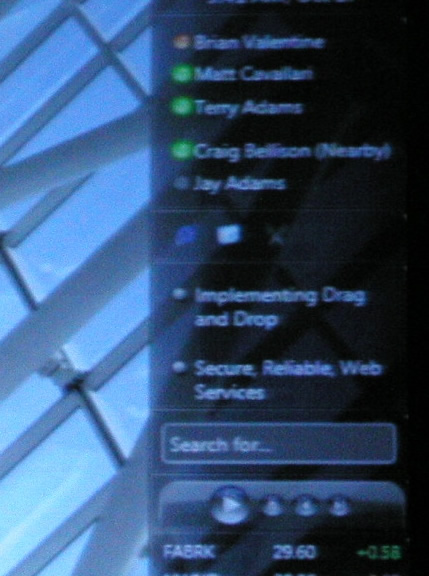 Brian Valentine
Matt Cavallari
Terry Adams
Craig Bellison (Nearby)
Jay Adams
Implementing Drag
and Drop
Secure, Reliable, Web
Services
Search for...
FABRK 29.60 +0.58